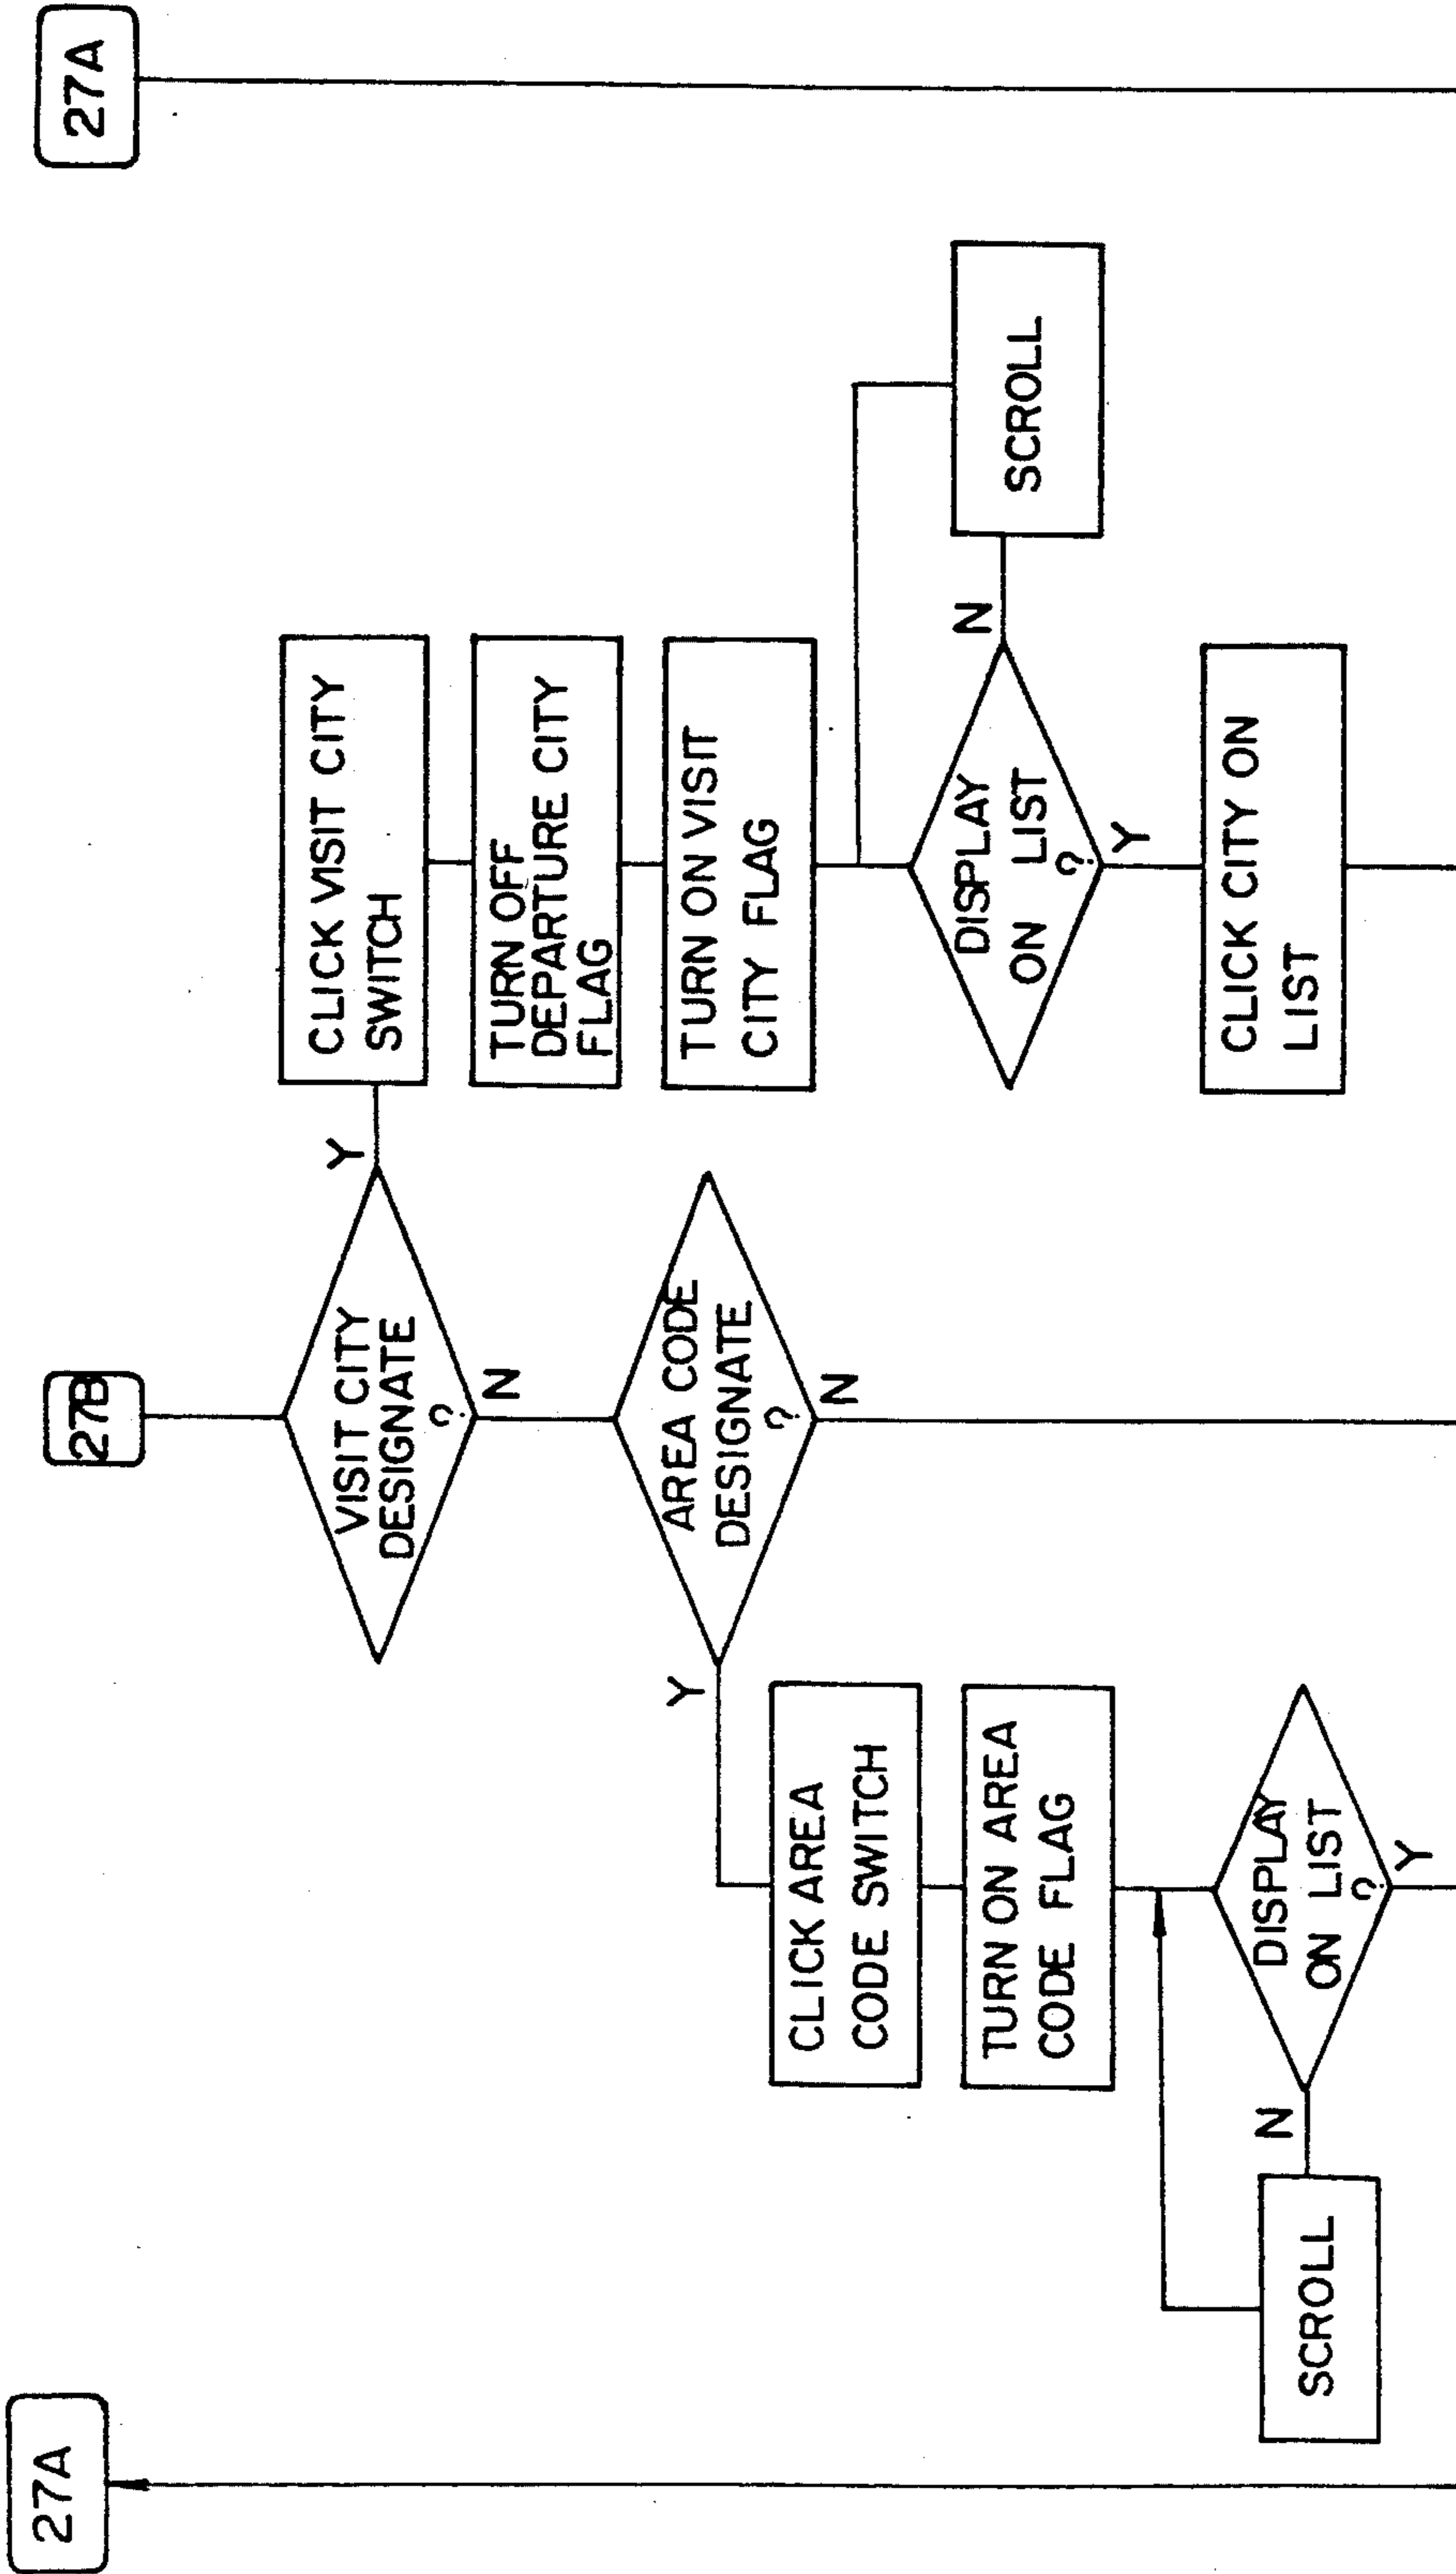 27A
27B
27A
VISIT CITY
DESIGNATE
?
Y
N
CLICK VISIT CITY
SWITCH
TURN OFF
DEPARTURE CITY
FLAG
TURN ON VISIT
CITY FLAG
DISPLAY
ON LIST
?
N
SCROLL
Y
CLICK CITY ON
LIST
AREA CODE
DESIGNATE
?
Y
N
CLICK AREA
CODE SWITCH
TURN ON AREA
CODE FLAG
DISPLAY
ON LIST
?
N
SCROLL
Y